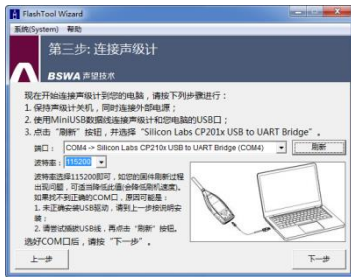 FlashTool Wizard
系统(System) 帮助
第三步: 连接声级计
BSWA 声望技术
现在开始连接声级计到您的电脑，请按下列步骤进行：
1. 保持声级计关机，同时连接外部电源；
2. 使用MiniUSB数据线连接声级计和您电脑的USB口；
3. 点击“刷新”按钮，并选择“Silicon Labs CP201x USB to UART Bridge”。
端口： COM4 -> Silicon Labs CP201x USB to UART Bridge (COM4) 刷新
波特率： 115200
波特率选择115200即可，如您的固件刷新过程
出现问题，可适当降低此值(会降低刷机速度)。
如果找不到正确的COM口，原因可能是：
1. 未正确安装USB驱动，请到上一步按说明安
装；
2. 请尝试插拔USB线，再点击“刷新”按钮。
选好COM口后，请按“下一步”。
上一步 下一步